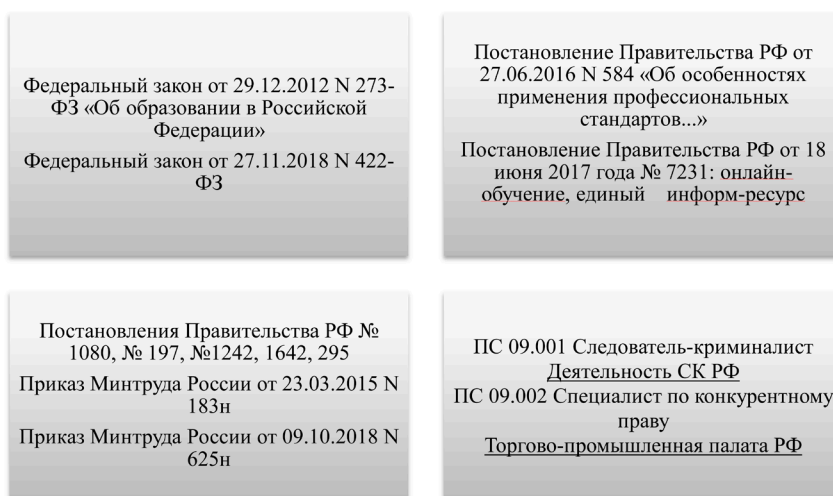 Федеральный закон от 29.12.2012 N 273-
ФЗ «Об образовании в Российской
Федерации»
Федеральный закон от 27.11.2018 N 422-
ФЗ
Постановление Правительства РФ от
27.06.2016 N 584 «Об особенностях
применения профессиональных
стандартов...»
Постановление Правительства РФ от 18
июня 2017 года № 7231: онлайн-
обучение, единый информ-ресурс
Постановления Правительства РФ №
1080, № 197, №1242, 1642, 295
Приказ Минтруда России от 23.03.2015 N
183н
Приказ Минтруда России от 09.10.2018 N
625н
ПС 09.001 Следователь-криминалист
Деятельность СК РФ
ПС 09.002 Специалист по конкурентному
праву
Торгово-промышленная палата РФ